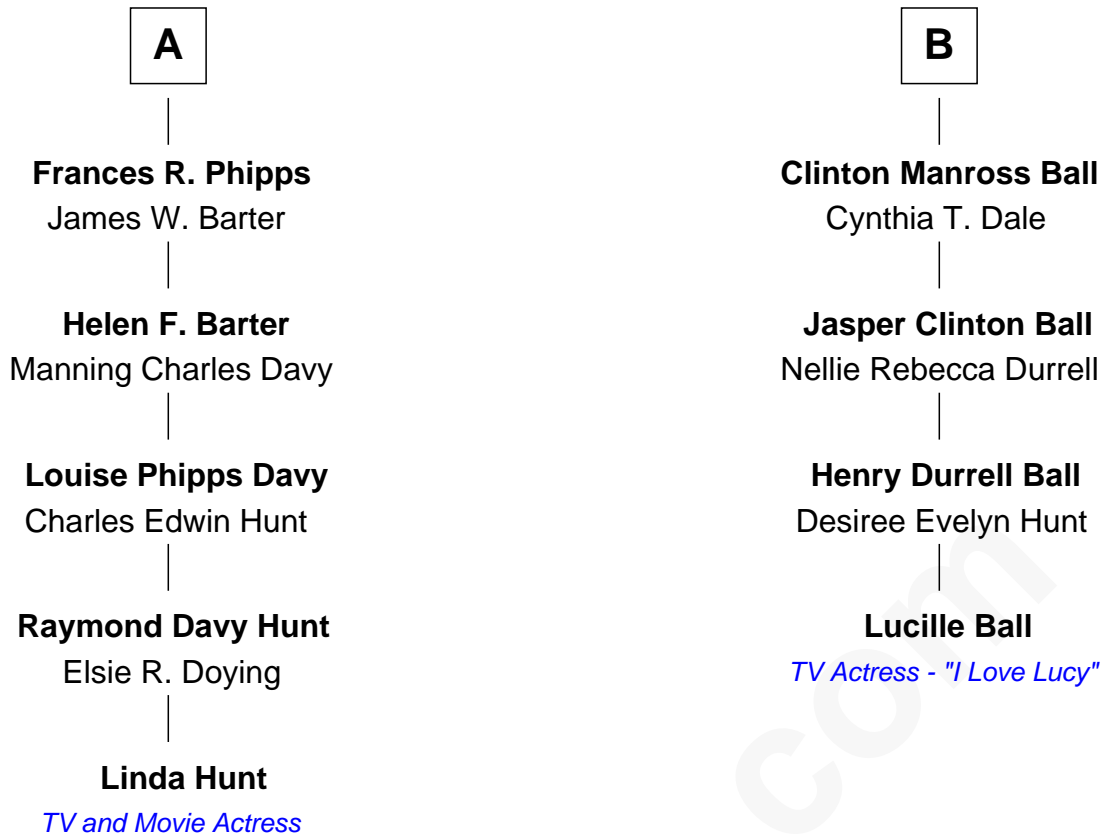 A
Frances R. Phipps
James W. Barter
Helen F. Barter
Manning Charles Davy
Louise Phipps Davy
Charles Edwin Hunt
Raymond Davy Hunt
Elsie R. Doying
Linda Hunt
TV and Movie Actress
B
Clinton Manross Ball
Cynthia T. Dale
Jasper Clinton Ball
Nellie Rebecca Durrell
Henry Durrell Ball
Desiree Evelyn Hunt
Lucille Ball
TV Actress - "I Love Lucy"
com